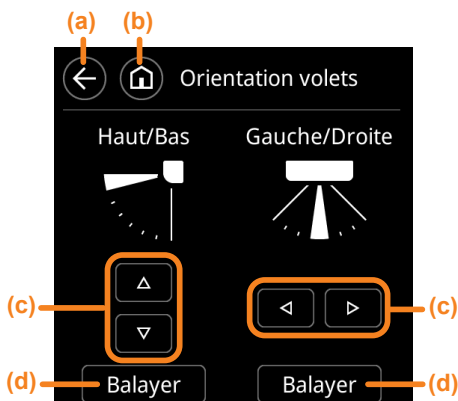 (a) (b)
Orientation volets
Haut/Bas Gauche/Droite
(c) (c)
(d) Balayer Balayer (d)